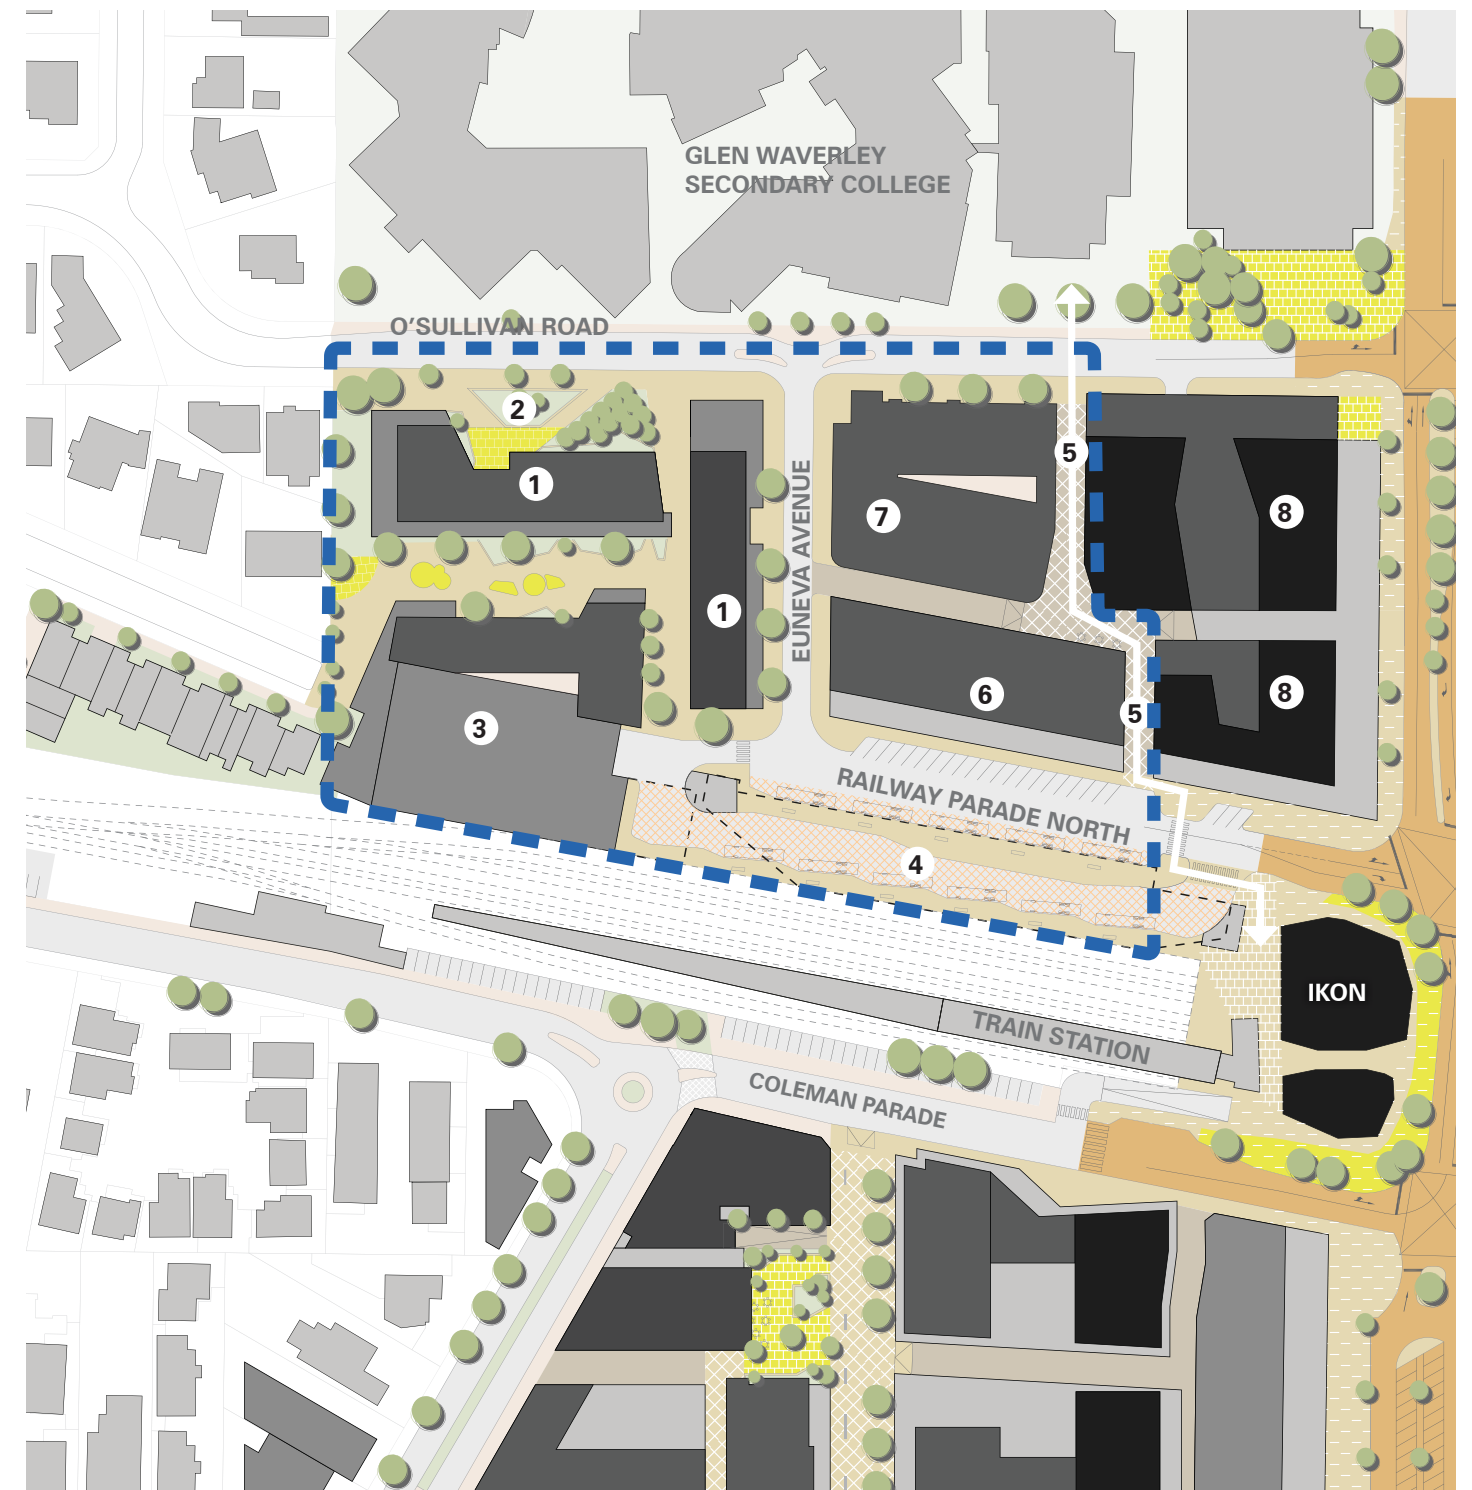 GLEN WAVERLEY
SECONDARY COLLEGE
O'SULLIVAN ROAD
2
1
5
7
8
EUNEVA AVENUE
1
3
6
8
5
RAILWAY PARADE NORTH
4
IKON
TRAIN STATION
COLEMAN PARADE